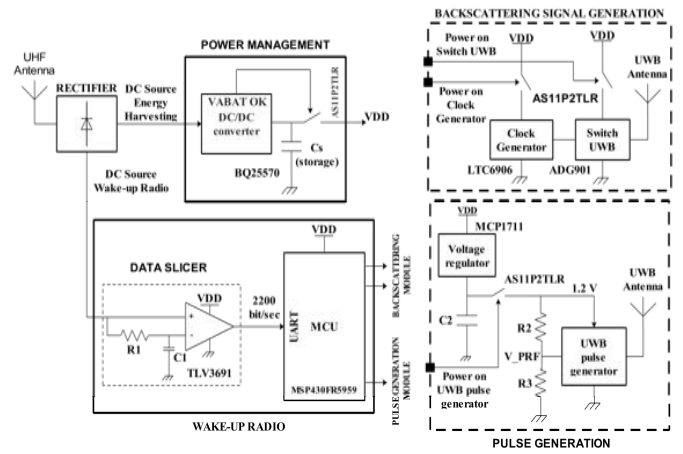 UHF
Antenna
RECTIFIER
DC Source
Energy
Harvesting
DC Source
Wake-up Radio
POWER MANAGEMENT
VABAT OK
DC/DC
converter
AS11P2TLR
VDD
Cs
(storage)
BQ25570
BACKSCATTERING SIGNAL GENERATION
Power on
Switch UWB
VDD
VDD
UWB
Antenna
Power on
Clock
Generator
AS11P2TLR
Clock
Generator
Switch
UWB
LTC6906
ADG901
DATA SLICER
VDD
+
-
R1
C1
TLV3691
2200
bit/sec
VDD
UART
MCU
MSP430FR5959
BACKSCATTERING
MODULE
PULSE GENERATION
MODULE
WAKE-UP RADIO
VDD
MCP1711
Voltage
regulator
AS11P2TLR
1.2 V
UWB
Antenna
C2
R2
V_PRF
UWB
pulse
generator
R3
Power on
UWB pulse
generator
PULSE GENERATION